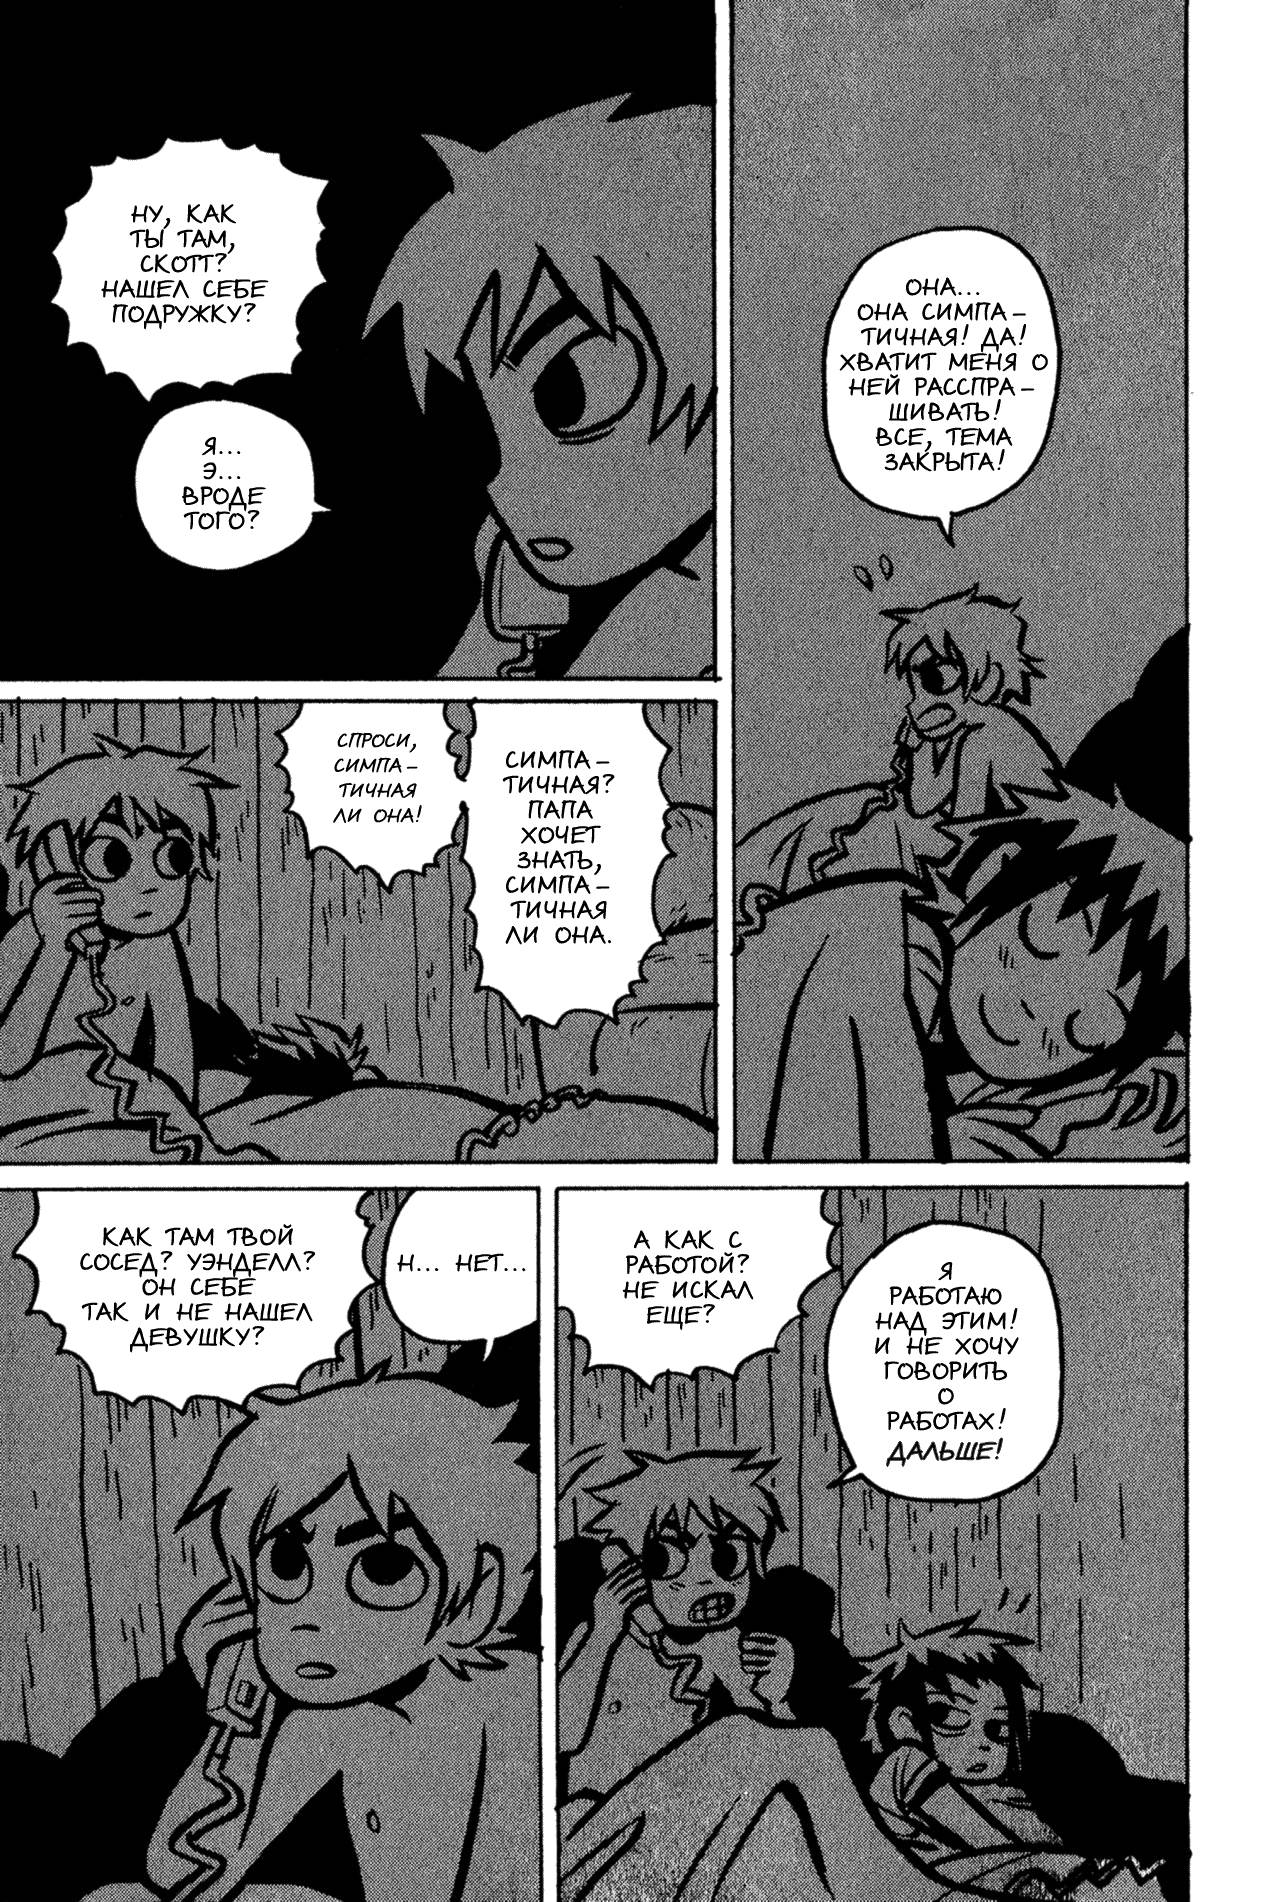 НУ, КАК
ТЫ ТАМ,
СКОТТ?
НАШЕЛ СЕБЕ
ПОДРУЖКУ?
Я...
Э...
ВРОДЕ
ТОГО?
СПРОСИ,
СИМПА-
ТИЧНАЯ
ЛИ ОНА!
СИМПА-
ТИЧНАЯ?
ПАПА
ХОЧЕТ
ЗНАТЬ,
СИМПА-
ТИЧНАЯ
ЛИ ОНА.
ОНА...
ОНА СИМПА-
ТИЧНАЯ! ДА!
ХВАТИТ МЕНЯ О
НЕЙ РАССПРА-
ШИВАТЬ!
ВСЕ, ТЕМА
ЗАКРЫТА!
КАК ТАМ ТВОЙ
СОСЕД? УЭНДЕЛЛ?
ОН СЕБЕ
ТАК И НЕ НАШЕЛ
ДЕВУШКУ?
Н... НЕТ...
А КАК С
РАБОТОЙ?
НЕ ИСКАЛ
ЕЩЕ?
Я
РАБОТАЮ
НАД ЭТИМ!
И НЕ ХОЧУ
ГОВОРИТЬ
О
РАБОТАХ!
ДАЛЬШЕ!